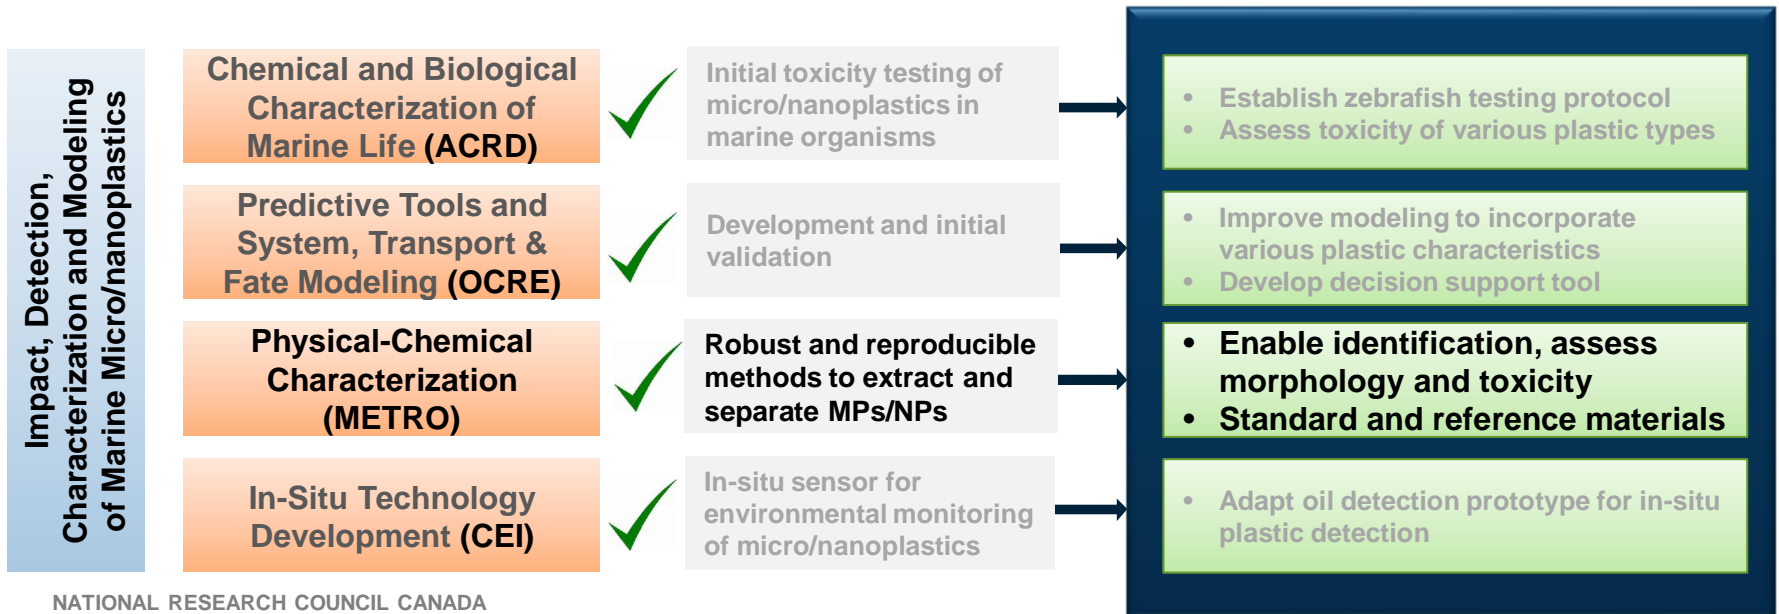 Impact, Detection,
Characterization and Modeling
of Marine Micro/nanoplastics
Chemical and Biological
Characterization of
Marine Life (ACRD)
Initial toxicity testing of
micro/nanoplastics in
marine organisms
• Establish zebrafish testing protocol
• Assess toxicity of various plastic types
Predictive Tools and
System, Transport &
Fate Modeling (OCRE)
Development and initial
validation
• Improve modeling to incorporate
various plastic characteristics
• Develop decision support tool
Physical-Chemical
Characterization
(METRO)
Robust and reproducible
methods to extract and
separate MPs/NPs
• Enable identification, assess
morphology and toxicity
• Standard and reference materials
In-Situ Technology
Development (CEI)
In-situ sensor for
environmental monitoring
of micro/nanoplastics
• Adapt oil detection prototype for in-situ
plastic detection
NATIONAL RESEARCH COUNCIL CANADA